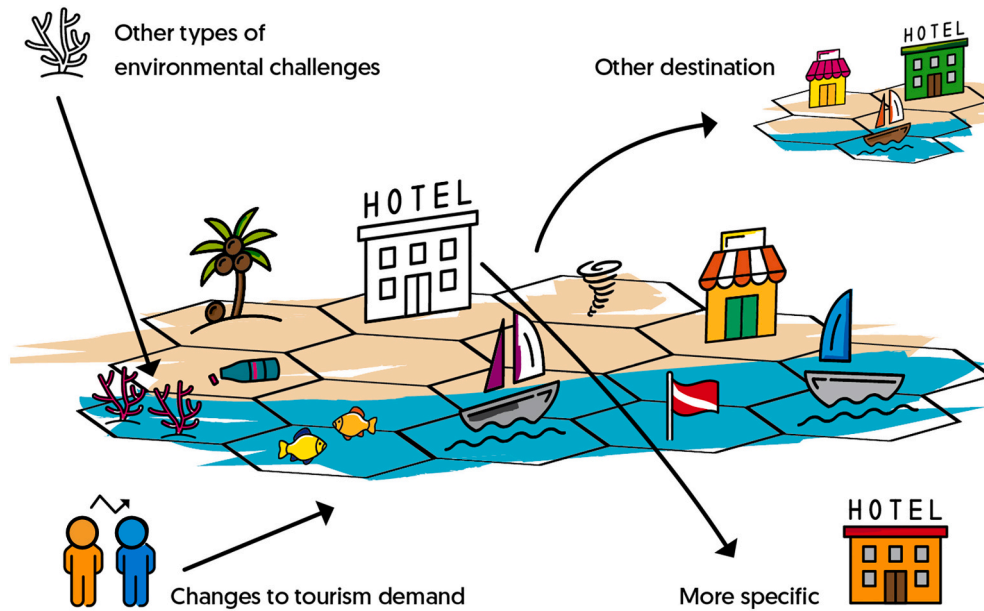 Other types of
environmental challenges
Other destination
HOTEL
HOTEL
HOTEL
Changes to tourism demand
More specific